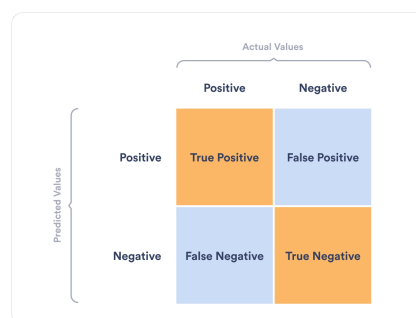 Actual Values
Positive Negative
Predicted Values
Positive True Positive False Positive
Negative False Negative True Negative